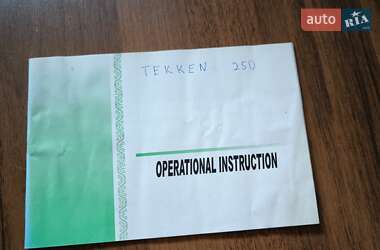 auto RIA
TEKKEN 250
OPERATIONAL INSTRUCTION